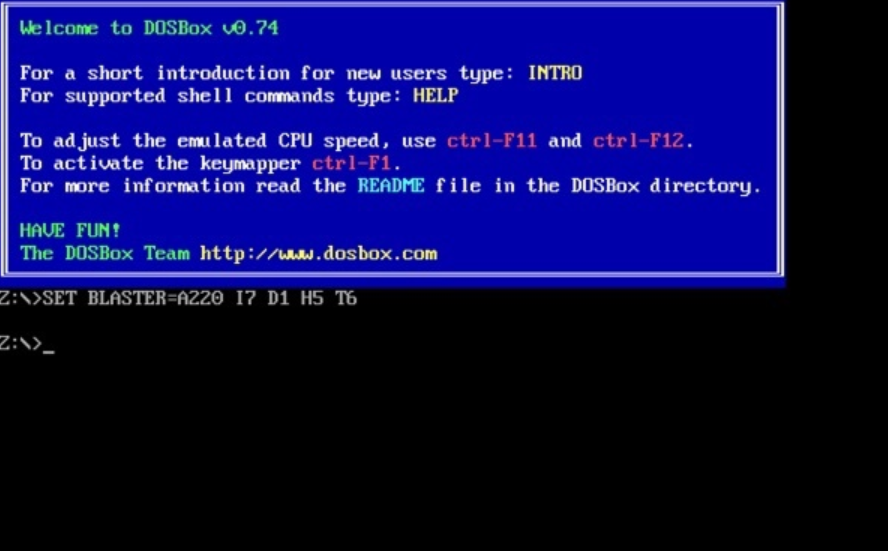 Welcome to DOSBox v0.74
For a short introduction for new users type: INTRO
For supported shell commands type: HELP
To adjust the emulated CPU speed, use ctrl-F11 and ctrl-F12.
To activate the keymapper ctrl-F1.
For more information read the README file in the DOSBox directory.
HAVE FUN!
The DOSBox Team http://www.dosbox.com
Z:\>SET BLASTER=A220 I7 D1 H5 T6
Z:\>_